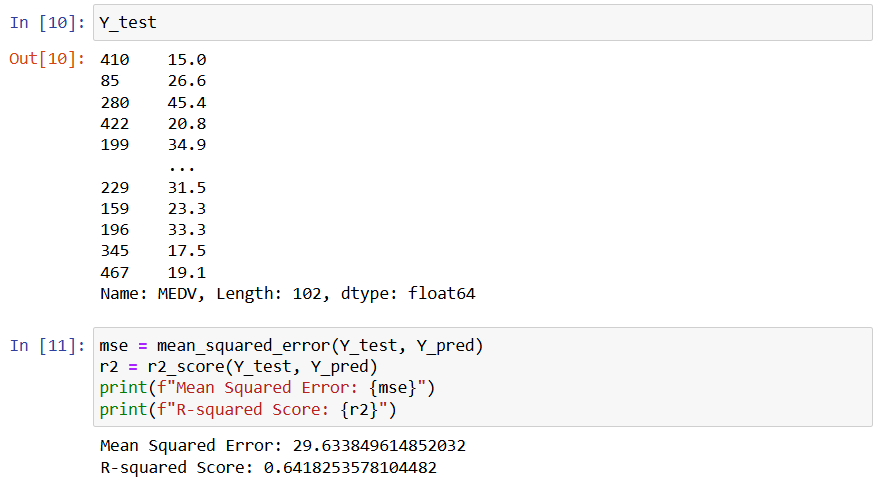 In [10]: Y_test
Out[10]: 410    15.0
85     26.6
280    45.4
422    20.8
199    34.9
...
229    31.5
159    23.3
196    33.3
345    17.5
467    19.1
Name: MEDV, Length: 102, dtype: float64
In [11]: mse = mean_squared_error(Y_test, Y_pred)
r2 = r2_score(Y_test, Y_pred)
print(f"Mean Squared Error: {mse}")
print(f"R-squared Score: {r2}")
Mean Squared Error: 29.633849614852032
R-squared Score: 0.6418253578104482